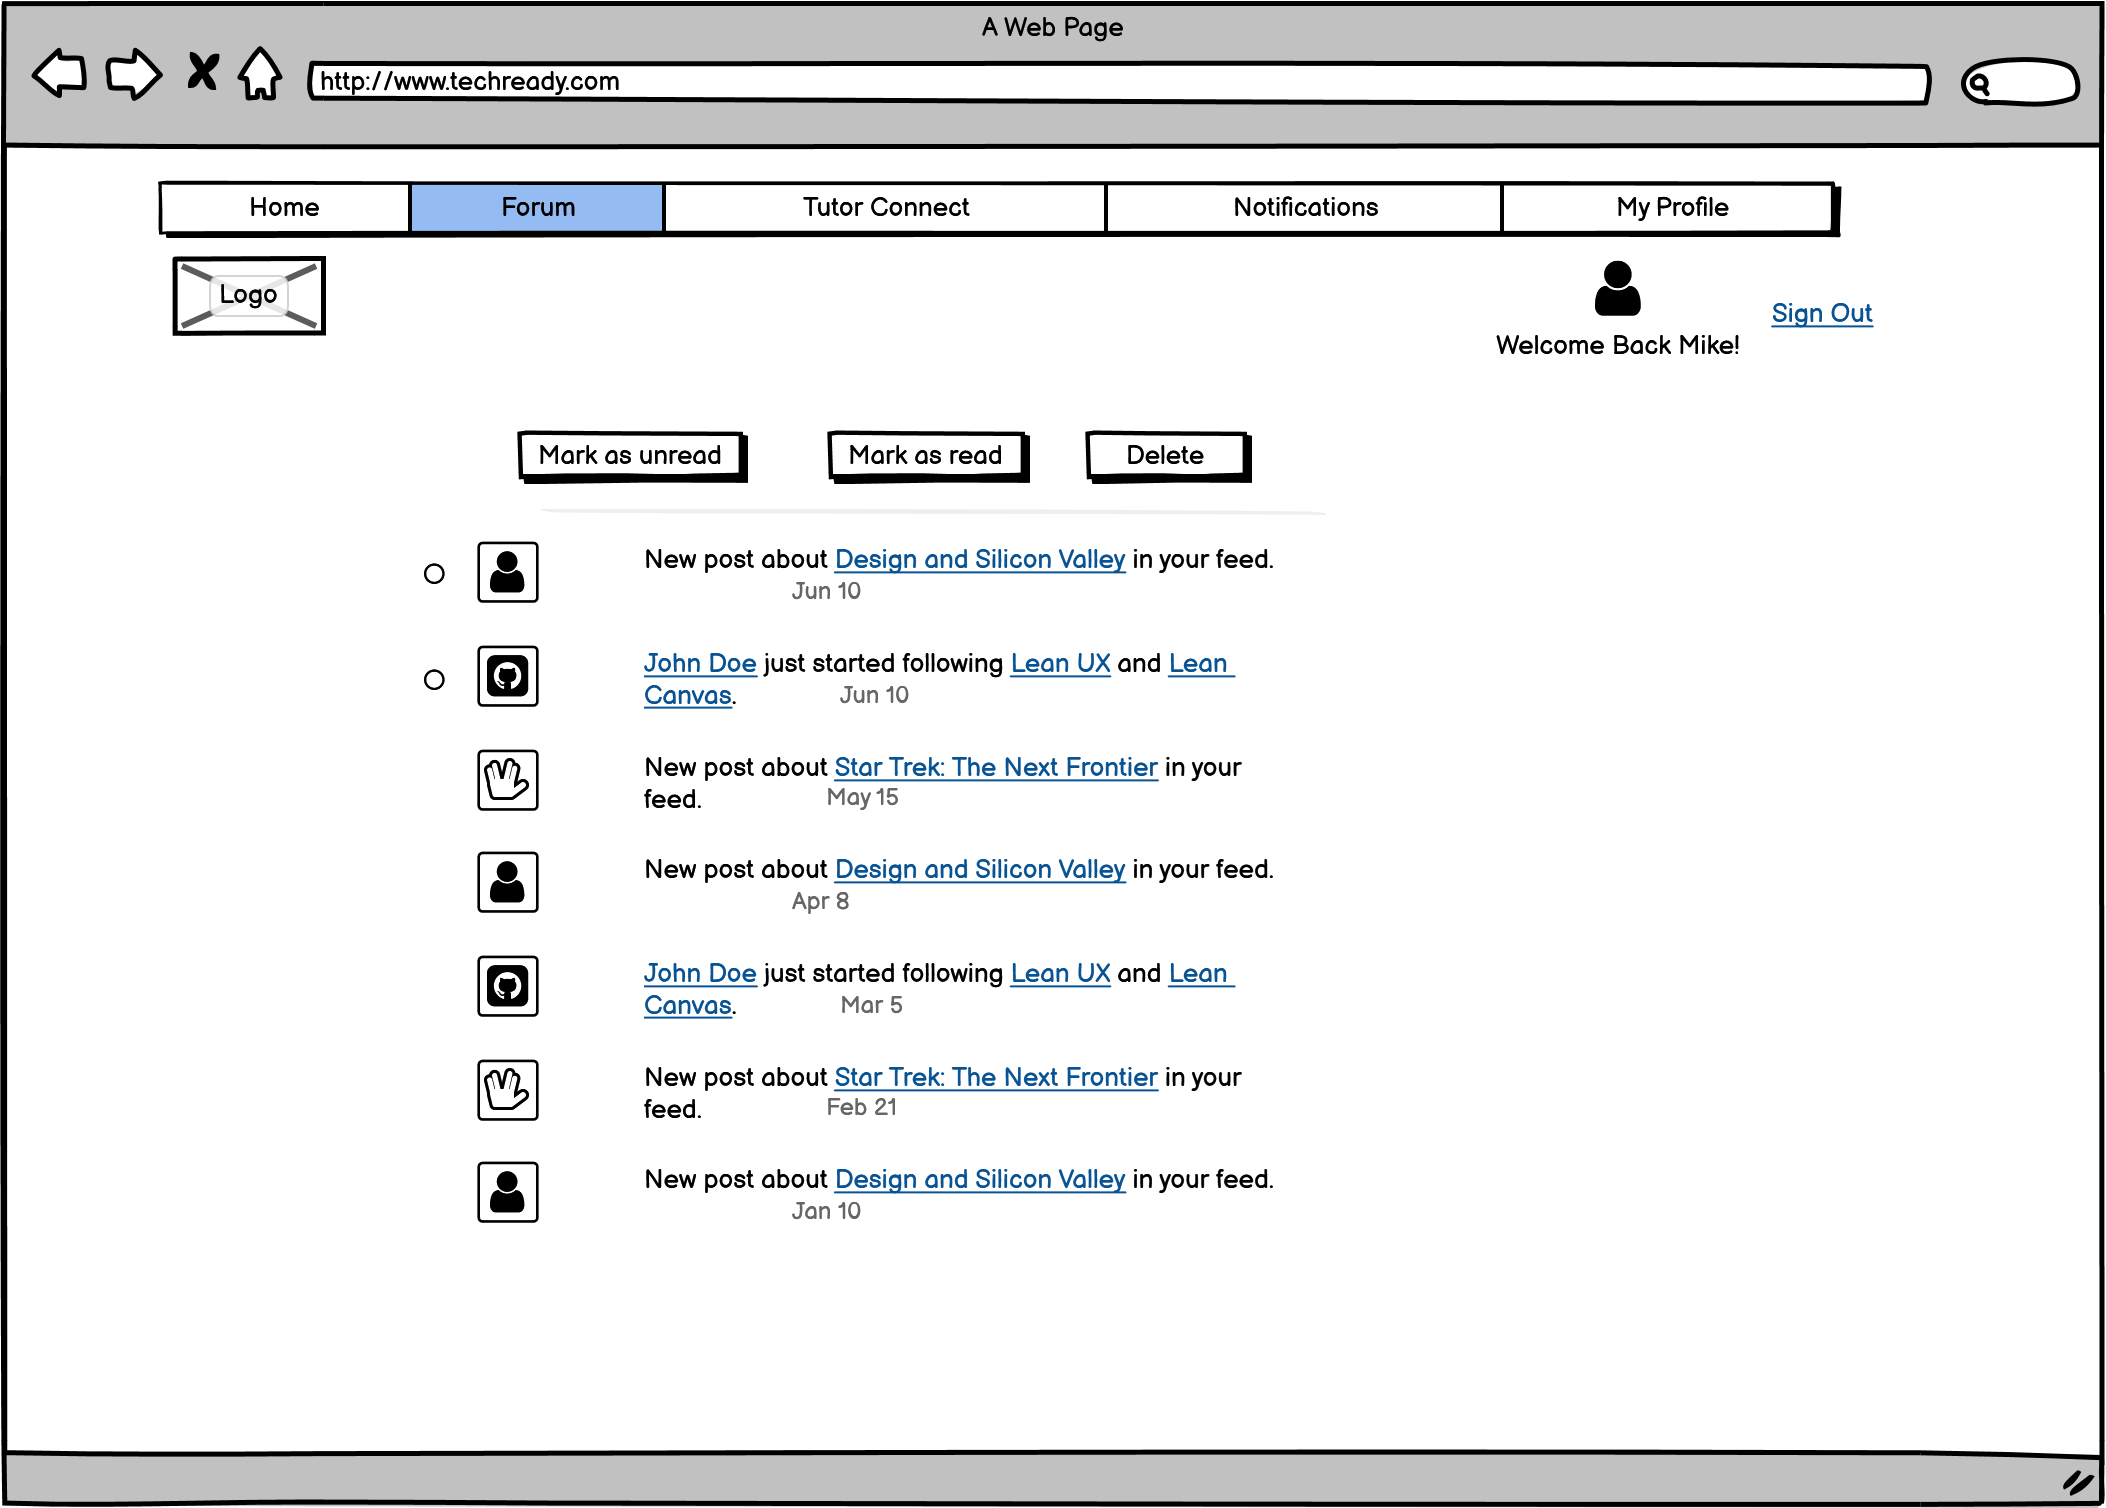 A Web Page
http://www.techready.com
Home Forum Tutor Connect Notifications My Profile
Logo
Sign Out
Welcome Back Mike!
Mark as unread Mark as read Delete
New post about Design and Silicon Valley in your feed.
Jun 10
John Doe just started following Lean UX and Lean
Canvas. Jun 10
New post about Star Trek: The Next Frontier in your
feed. May 15
New post about Design and Silicon Valley in your feed.
Apr 8
John Doe just started following Lean UX and Lean
Canvas. Mar 5
New post about Star Trek: The Next Frontier in your
feed. Feb 21
New post about Design and Silicon Valley in your feed.
Jan 10